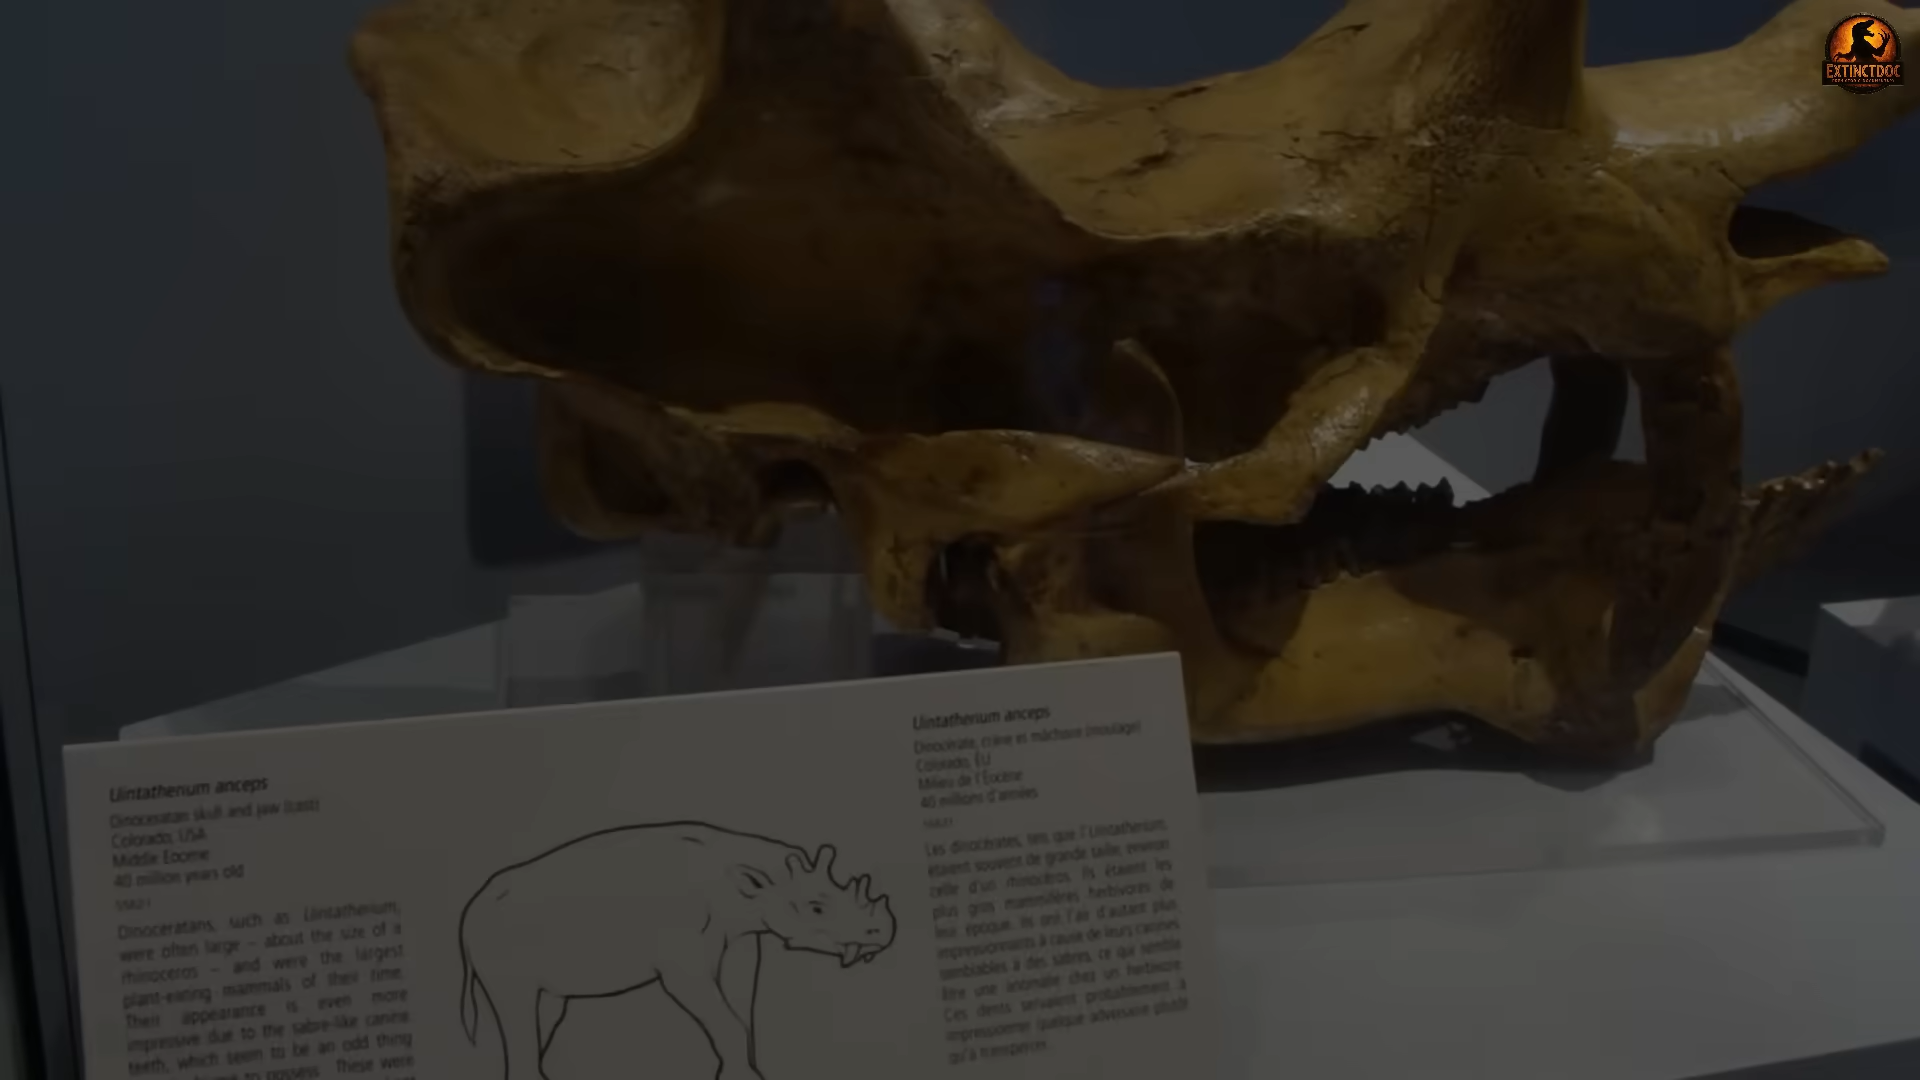 EXTINCTDOC
Uintatherium anceps
Dinoceratan skull and jaw (cast)
Colorado, USA
Middle Eocene
40 million years old
Dinoceratans, such as Uintatherium,
were often large – about the size of a
rhinoceros – and were the largest
plant-eating mammals of their time.
Their appearance is even more
impressive due to the sabre-like canine
teeth, which seem to be an odd thing
to possess. These were
Uintatherium anceps
Dinocérate, crâne et mâchoire (moulage)
Colorado, ÉU
Milieu de l'Éocène
40 millions d'années
Les dinocérates, tels que l'Uintatherium,
étaient souvent de grande taille, environ
celle d'un rhinocéros. Ils étaient les
plus gros mammifères herbivores de
leur époque. Ils ont l'air d'autant plus
impressionnants à cause de leurs canines
semblables à des sabres, ce qui semble
être une anomalie chez un herbivore.
Ces dents servaient probablement à
impressionner quelque adversaire plutôt
qu'à transpercer.